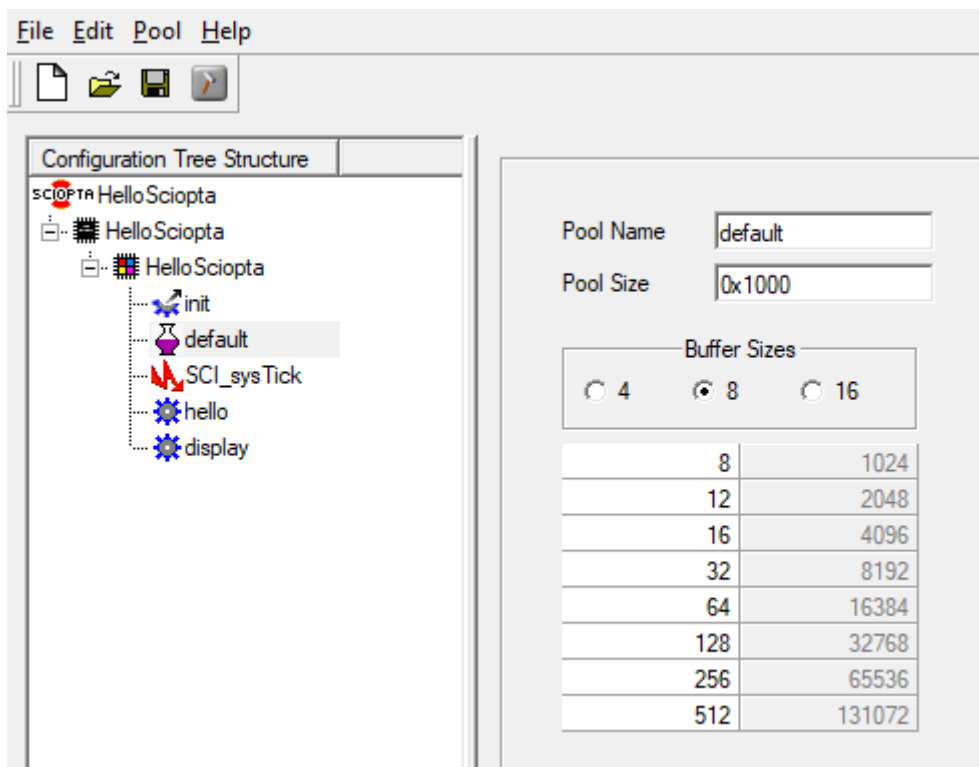 File Edit Pool Help
Configuration Tree Structure
SCIOPTA HelloSciopta
HelloSciopta
HelloSciopta
init
default
SCI_sysTick
hello
display
Pool Name default
Pool Size 0x1000
Buffer Sizes
4 8 16
8 1024
12 2048
16 4096
32 8192
64 16384
128 32768
256 65536
512 131072